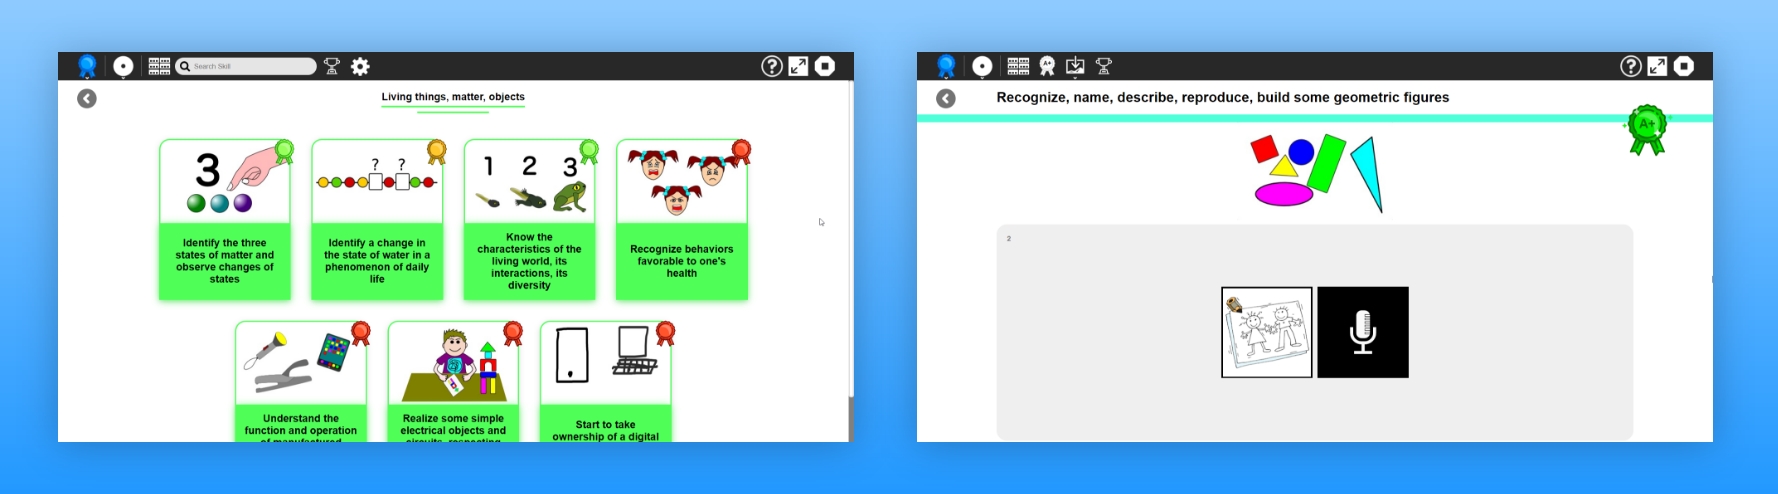 Search Skill
Living things, matter, objects
3
Identify the three
states of matter and
observe changes of
states
? ?
Identify a change in
the state of water in a
phenomenon of daily
life
1 2 3
Know the
characteristics of the
living world, its
interactions, its
diversity
Recognize behaviors
favorable to one's
health
Understand the
function and operation
of manufactured
Realize some simple
electrical objects and
circuits, respecting
Start to take
ownership of a digital
?
A+
?
Recognize, name, describe, reproduce, build some geometric figures
A+
2